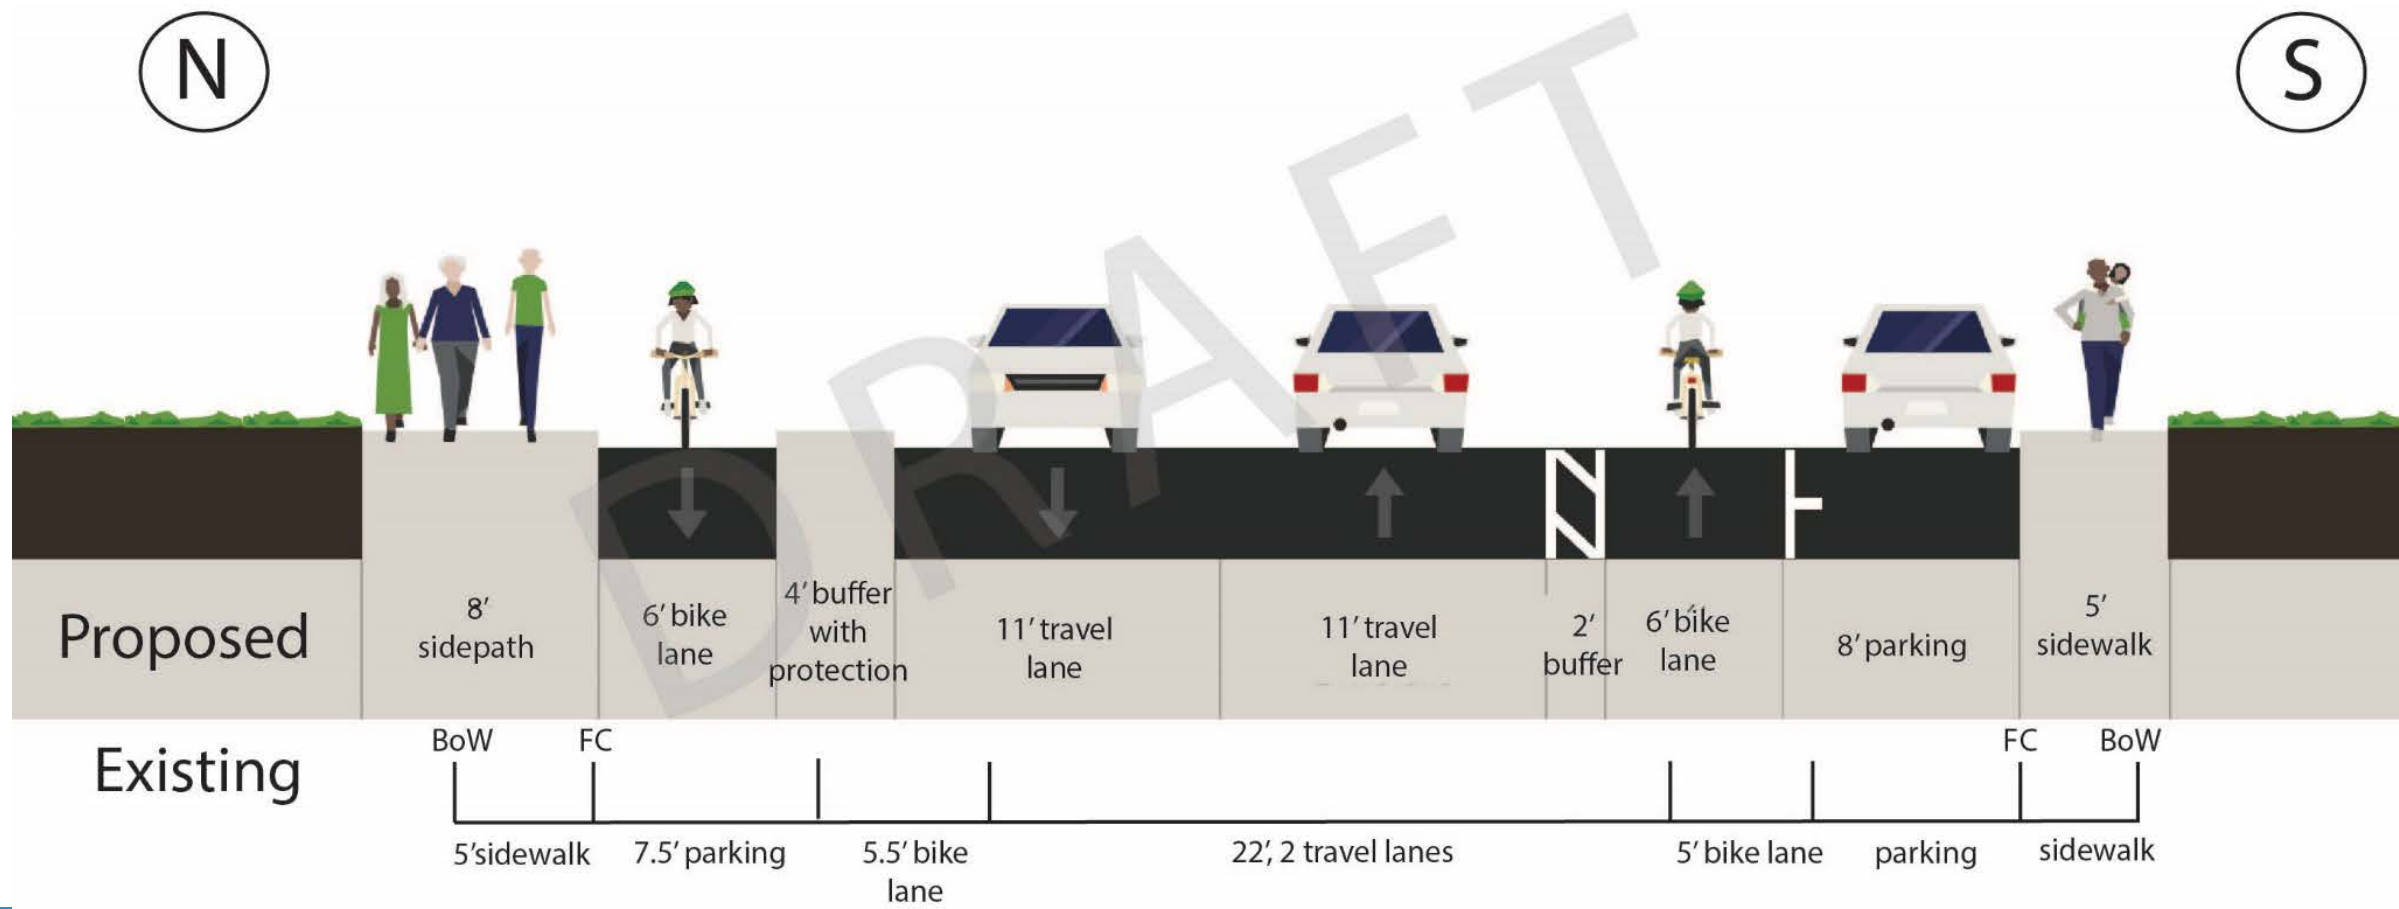 N
S
DRAFT
Proposed
8'
sidepath
6' bike
lane
4' buffer
with
protection
11' travel
lane
11' travel
lane
2'
buffer
6' bike
lane
8' parking
5'
sidewalk
Existing
BoW
FC
FC
BoW
5'sidewalk
7.5' parking
5.5' bike
lane
22', 2 travel lanes
5' bike lane
parking
sidewalk